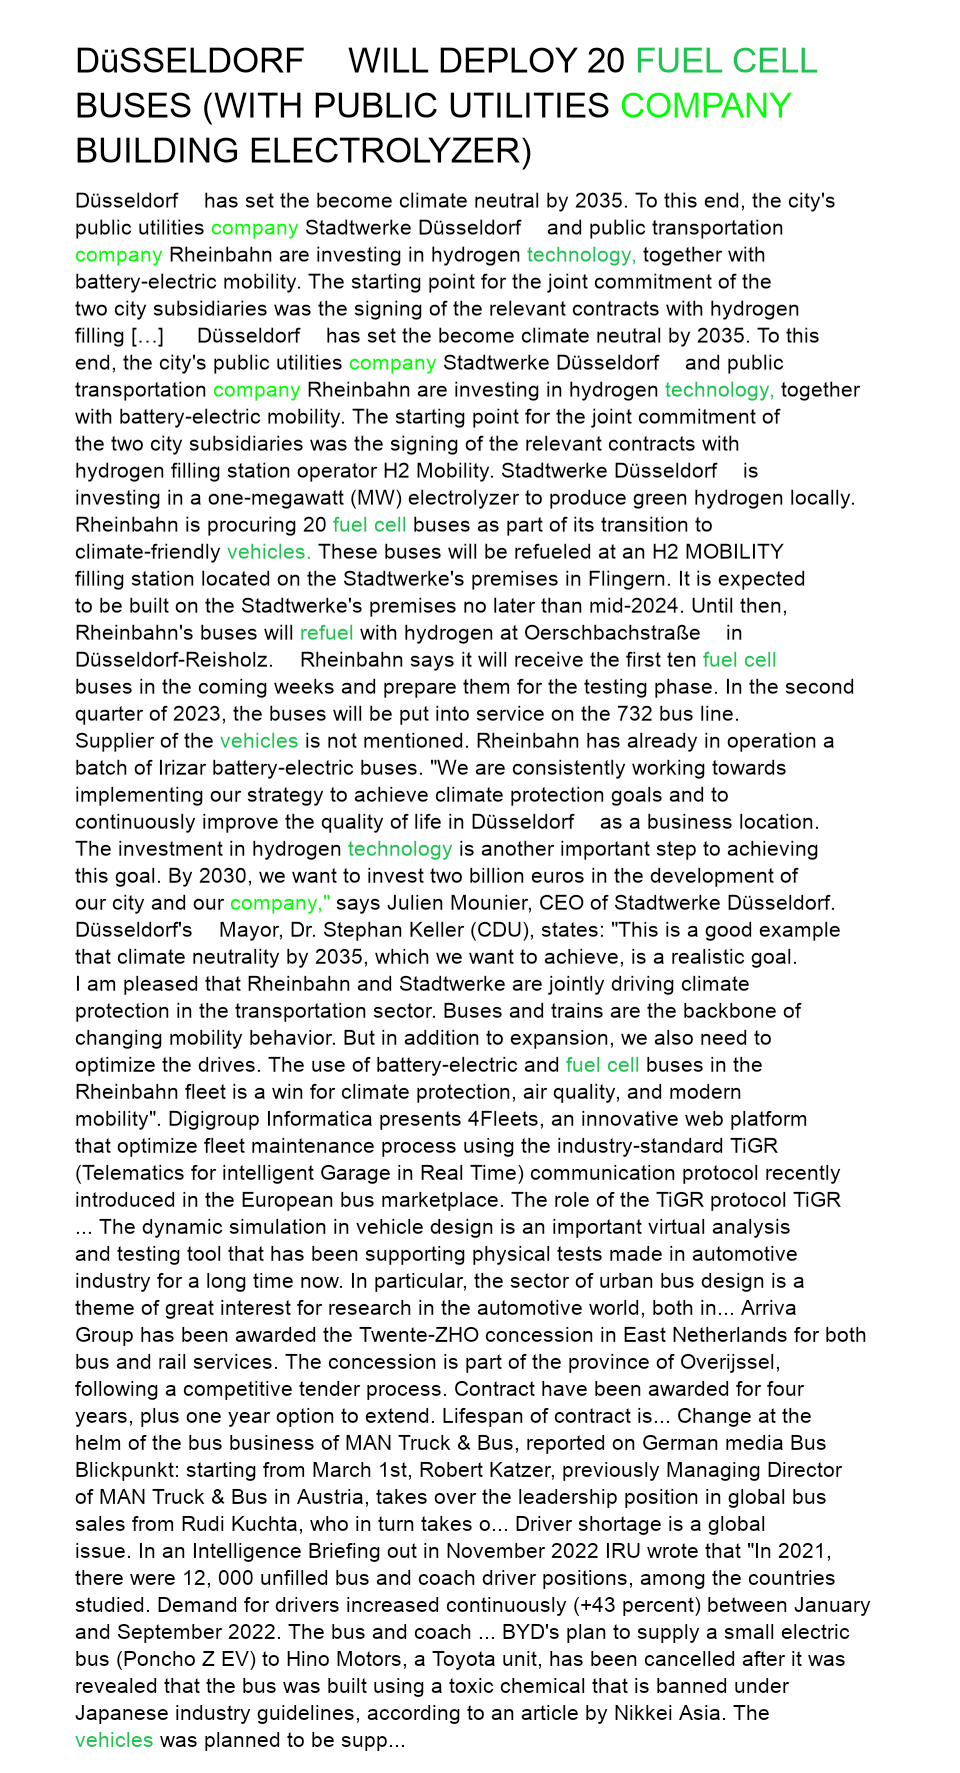 DüSSELDORF WILL DEPLOY 20 FUEL CELL
BUSES (WITH PUBLIC UTILITIES COMPANY
BUILDING ELECTROLYZER)
Düsseldorf has set the become climate neutral by 2035. To this end, the city's
public utilities company Stadtwerke Düsseldorf and public transportation
company Rheinbahn are investing in hydrogen technology, together with
battery-electric mobility. The starting point for the joint commitment of the
two city subsidiaries was the signing of the relevant contracts with hydrogen
filling […] Düsseldorf has set the become climate neutral by 2035. To this
end, the city's public utilities company Stadtwerke Düsseldorf and public
transportation company Rheinbahn are investing in hydrogen technology, together
with battery-electric mobility. The starting point for the joint commitment of
the two city subsidiaries was the signing of the relevant contracts with
hydrogen filling station operator H2 Mobility. Stadtwerke Düsseldorf is
investing in a one-megawatt (MW) electrolyzer to produce green hydrogen locally.
Rheinbahn is procuring 20 fuel cell buses as part of its transition to
climate-friendly vehicles. These buses will be refueled at an H2 MOBILITY
filling station located on the Stadtwerke's premises in Flingern. It is expected
to be built on the Stadtwerke's premises no later than mid-2024. Until then,
Rheinbahn's buses will refuel with hydrogen at Oerschbachstraße in
Düsseldorf-Reisholz. Rheinbahn says it will receive the first ten fuel cell
buses in the coming weeks and prepare them for the testing phase. In the second
quarter of 2023, the buses will be put into service on the 732 bus line.
Supplier of the vehicles is not mentioned. Rheinbahn has already in operation a
batch of Irizar battery-electric buses. "We are consistently working towards
implementing our strategy to achieve climate protection goals and to
continuously improve the quality of life in Düsseldorf as a business location.
The investment in hydrogen technology is another important step to achieving
this goal. By 2030, we want to invest two billion euros in the development of
our city and our company," says Julien Mounier, CEO of Stadtwerke Düsseldorf.
Düsseldorf's Mayor, Dr. Stephan Keller (CDU), states: "This is a good example
that climate neutrality by 2035, which we want to achieve, is a realistic goal.
I am pleased that Rheinbahn and Stadtwerke are jointly driving climate
protection in the transportation sector. Buses and trains are the backbone of
changing mobility behavior. But in addition to expansion, we also need to
optimize the drives. The use of battery-electric and fuel cell buses in the
Rheinbahn fleet is a win for climate protection, air quality, and modern
mobility". Digigroup Informatica presents 4Fleets, an innovative web platform
that optimize fleet maintenance process using the industry-standard TiGR
(Telematics for intelligent Garage in Real Time) communication protocol recently
introduced in the European bus marketplace. The role of the TiGR protocol TiGR
... The dynamic simulation in vehicle design is an important virtual analysis
and testing tool that has been supporting physical tests made in automotive
industry for a long time now. In particular, the sector of urban bus design is a
theme of great interest for research in the automotive world, both in... Arriva
Group has been awarded the Twente-ZHO concession in East Netherlands for both
bus and rail services. The concession is part of the province of Overijssel,
following a competitive tender process. Contract have been awarded for four
years, plus one year option to extend. Lifespan of contract is... Change at the
helm of the bus business of MAN Truck & Bus, reported on German media Bus
Blickpunkt: starting from March 1st, Robert Katzer, previously Managing Director
of MAN Truck & Bus in Austria, takes over the leadership position in global bus
sales from Rudi Kuchta, who in turn takes o... Driver shortage is a global
issue. In an Intelligence Briefing out in November 2022 IRU wrote that "In 2021,
there were 12, 000 unfilled bus and coach driver positions, among the countries
studied. Demand for drivers increased continuously (+43 percent) between January
and September 2022. The bus and coach ... BYD's plan to supply a small electric
bus (Poncho Z EV) to Hino Motors, a Toyota unit, has been cancelled after it was
revealed that the bus was built using a toxic chemical that is banned under
Japanese industry guidelines, according to an article by Nikkei Asia. The
vehicles was planned to be supp...